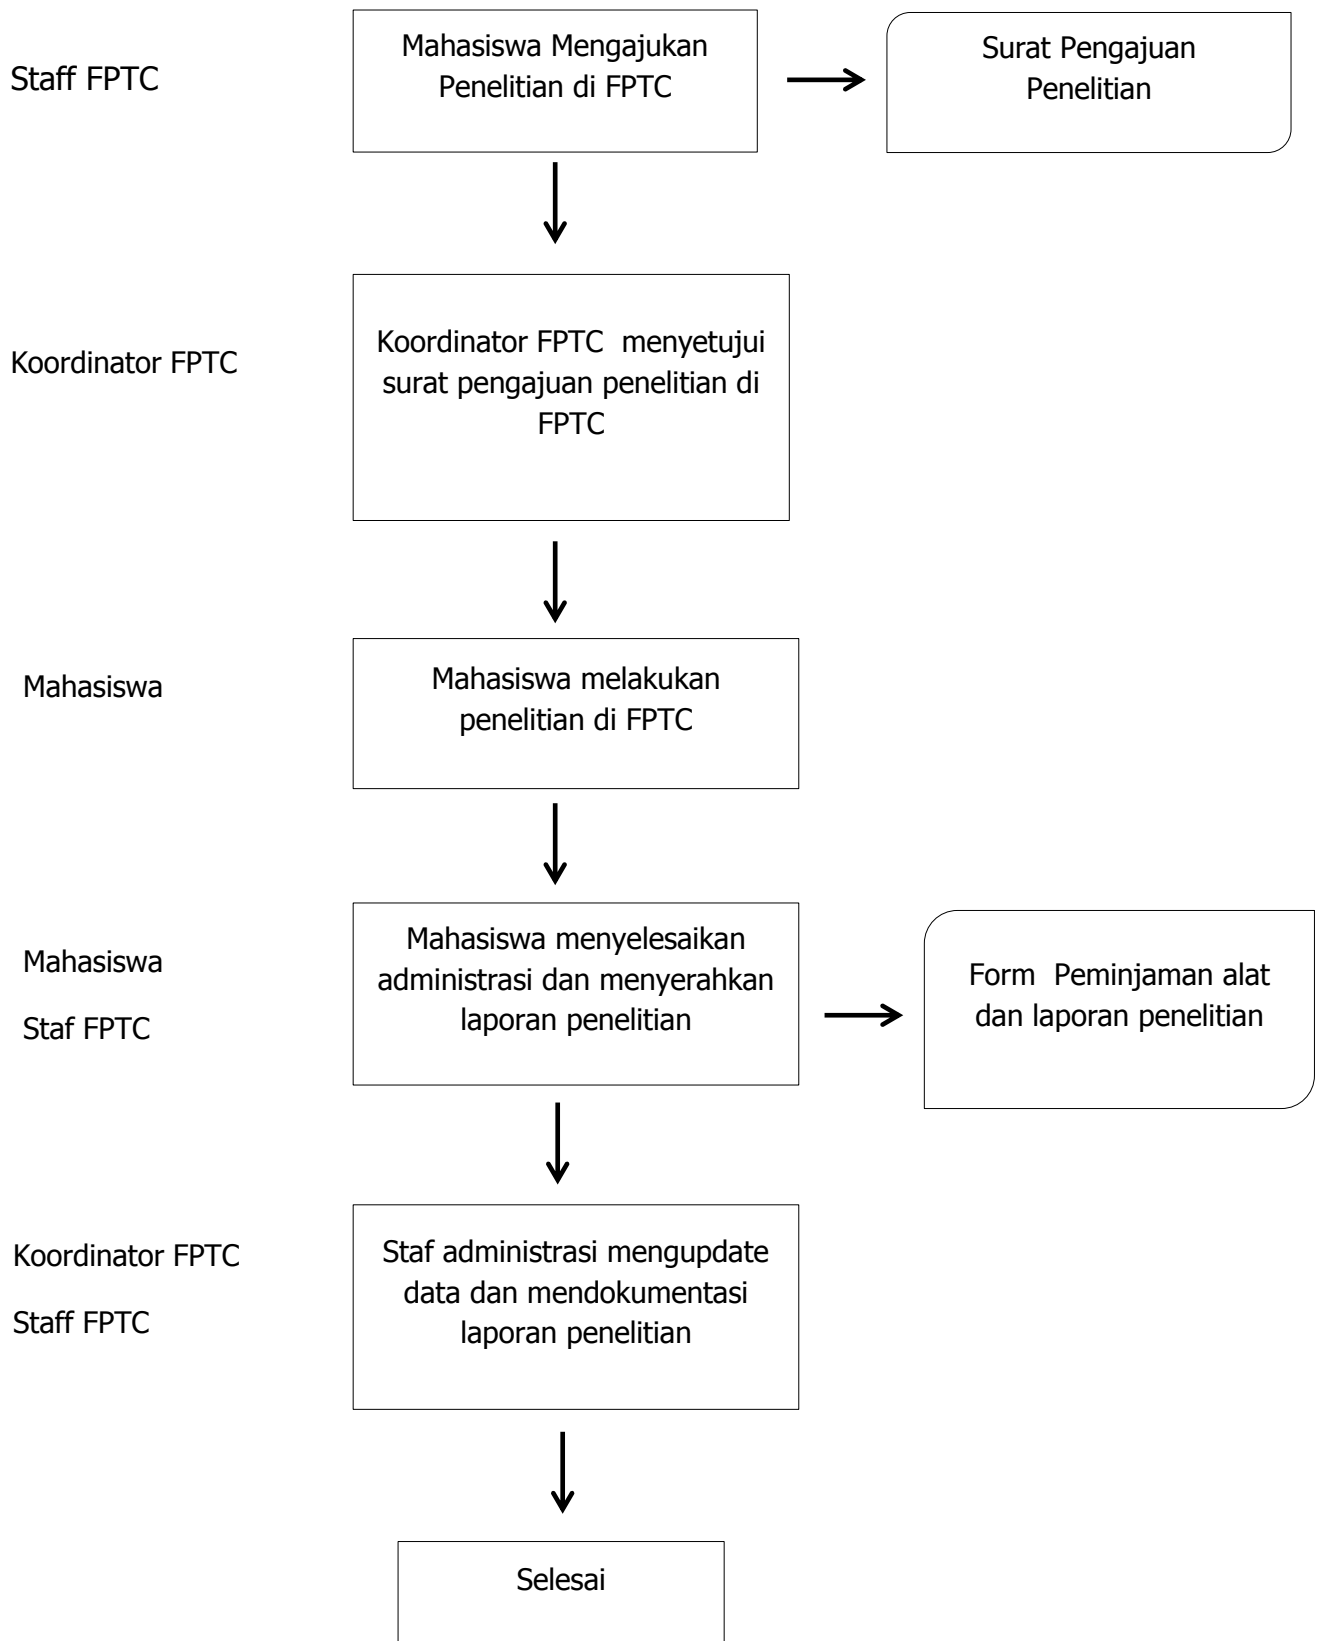 Staff FPTC
Mahasiswa Mengajukan
Penelitian di FPTC
Surat Pengajuan
Penelitian
Koordinator FPTC
Koordinator FPTC  menyetujui
surat pengajuan penelitian di
FPTC
Mahasiswa
Mahasiswa melakukan
penelitian di FPTC
Mahasiswa
Staf FPTC
Mahasiswa menyelesaikan
administrasi dan menyerahkan
laporan penelitian
Form  Peminjaman alat
dan laporan penelitian
Koordinator FPTC
Staff FPTC
Staf administrasi mengupdate
data dan mendokumentasi
laporan penelitian
Selesai